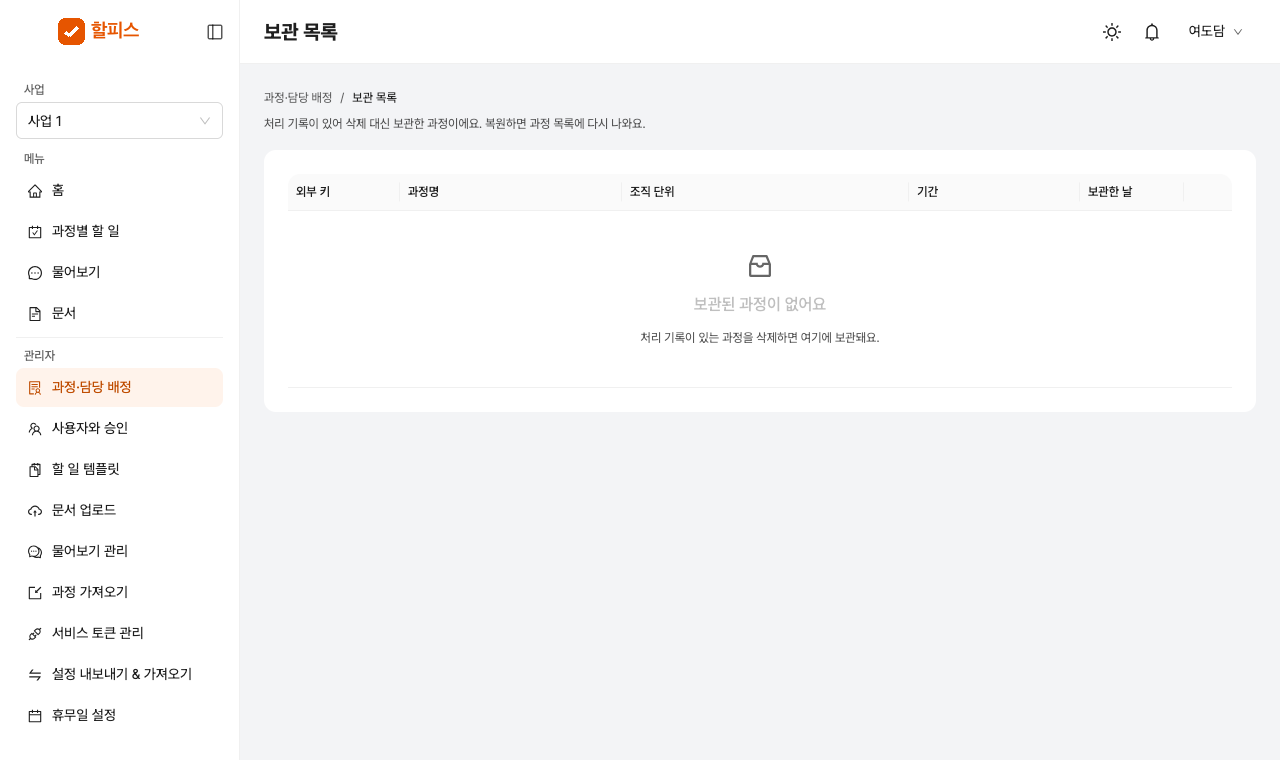 할피스
사업
사업 1
메뉴
홈
과정별 할 일
물어보기
문서
관리자
과정·담당 배정
사용자와 승인
할 일 템플릿
문서 업로드
물어보기 관리
과정 가져오기
서비스 토큰 관리
설정 내보내기 & 가져오기
휴무일 설정
보관 목록
여도담
과정·담당 배정 / 보관 목록
처리 기록이 있어 삭제 대신 보관한 과정이에요. 복원하면 과정 목록에 다시 나와요.
외부 키 과정명 조직 단위 기간 보관한 날
보관된 과정이 없어요
처리 기록이 있는 과정을 삭제하면 여기에 보관돼요.